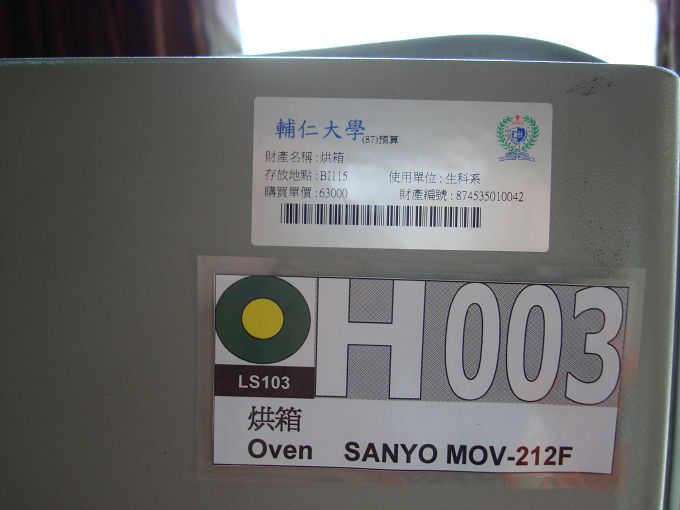 輔仁大學(87)預算
財產名稱:烘箱
存放地點:BI115 使用單位:生科系
購買單價:63000 財產編號:874535010042
H003
LS103
烘箱
Oven SANYO MOV-212F